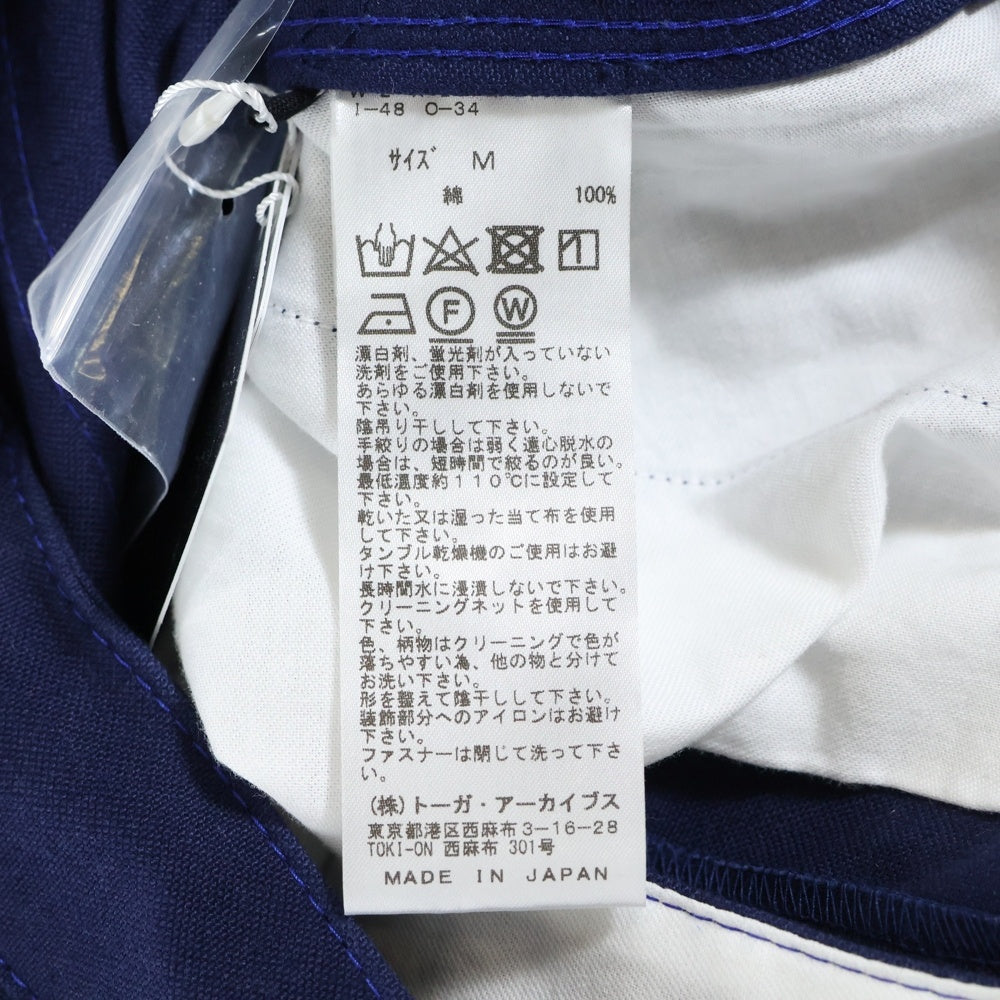 I-48 O-34
サイズ M
綿 100%
F W
漂白剤、蛍光剤が入っていない
洗剤をご使用下さい。
あらゆる漂白剤を使用しないで
下さい。
陰吊り干しして下さい。
手絞りの場合は弱く遠心脱水の
場合は、短時間で絞るのが良い。
最低温度約110℃に設定して
下さい。
乾いた又は湿った当て布を使用
して下さい。
タンブル乾燥機のご使用はお避
け下さい。
長時間水に浸漬しないで下さい。
クリーニングネットを使用して
下さい。
色、柄物はクリーニングで色が
落ちやすい為、他の物と分けて
お洗い下さい。
形を整えて陰干しして下さい。
装飾部分へのアイロンはお避け
下さい。
ファスナーは閉じて洗って下さ
い。
(株)トーガ・アーカイブス
東京都港区西麻布3-16-28
TOKI-ON 西麻布 301号
MADE IN JAPAN